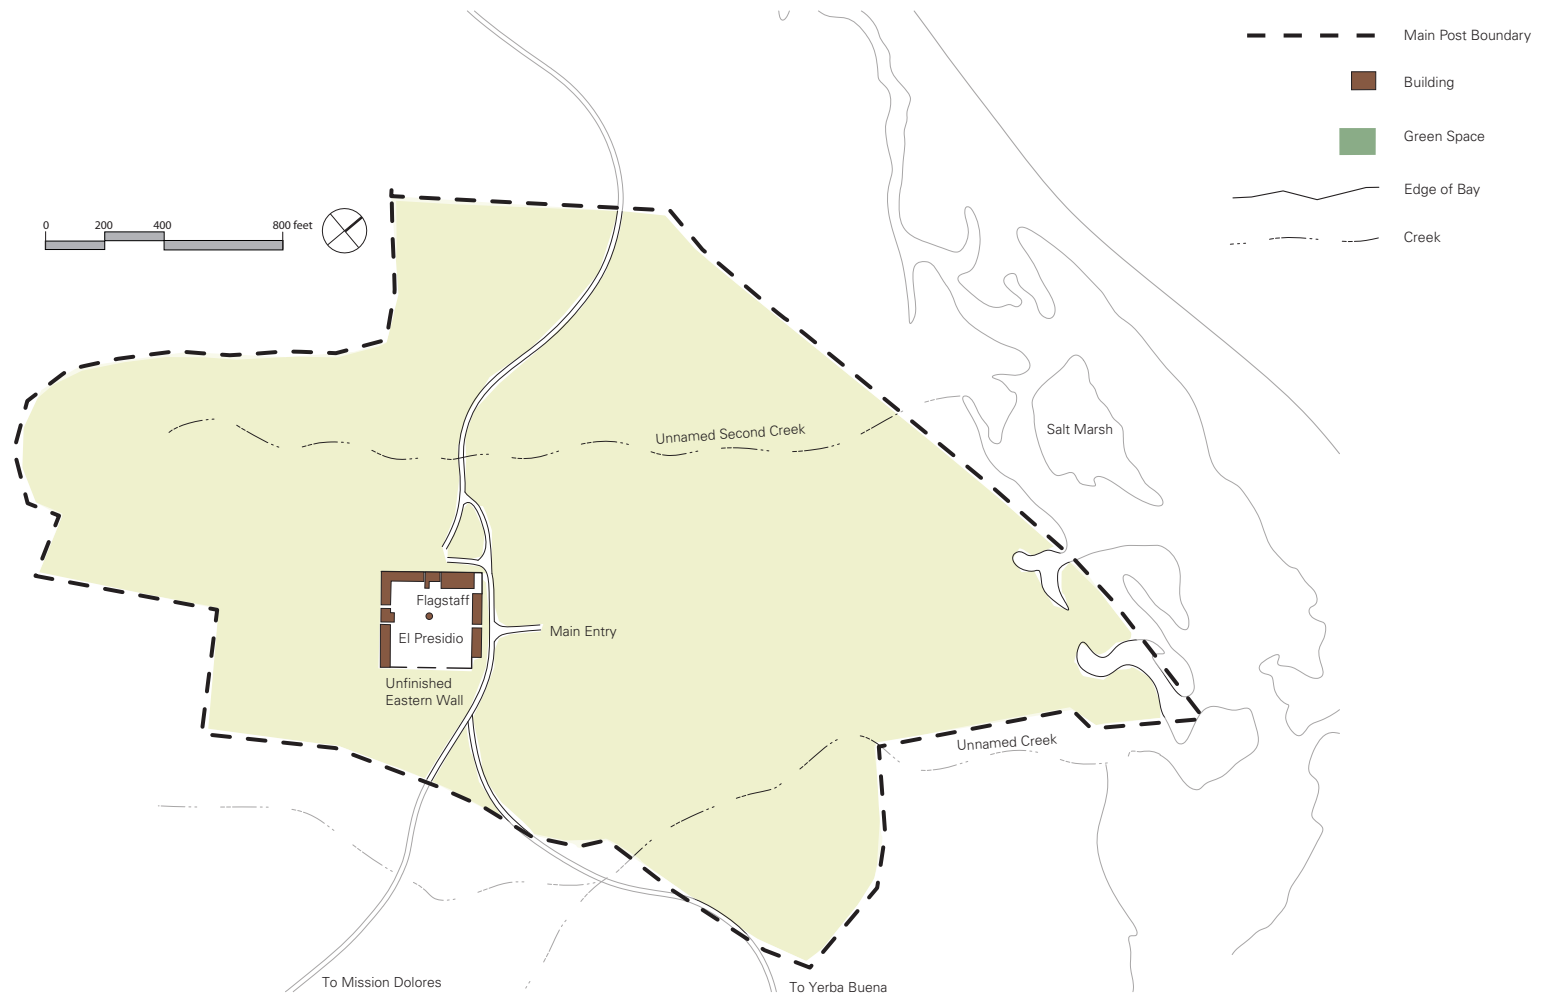 Main Post Boundary
Building
Green Space
Edge of Bay
Creek
0 200 400 800 feet
Unnamed Second Creek
Salt Marsh
Flagstaff
El Presidio
Main Entry
Unfinished
Eastern Wall
Unnamed Creek
To Mission Dolores
To Yerba Buena